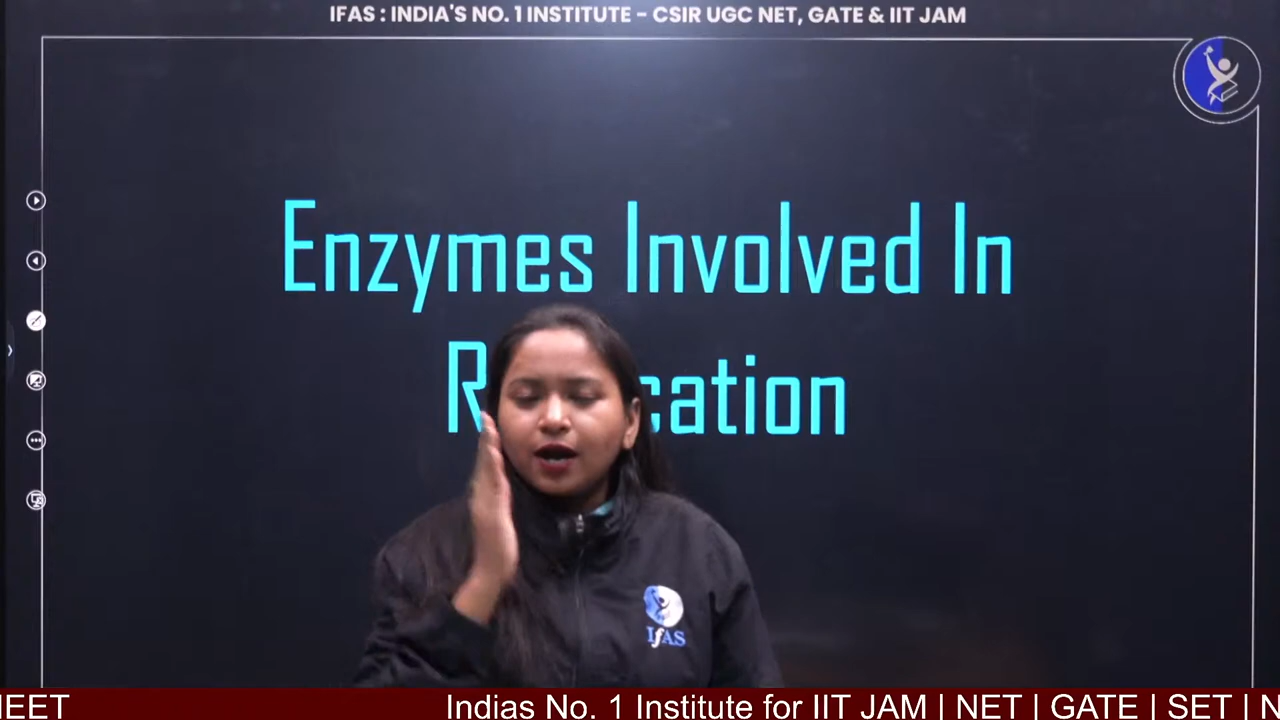 IFAS : INDIA'S NO. 1 INSTITUTE - CSIR UGC NET, GATE & IIT JAM
Enzymes Involved In
IFAS
Indias No. 1 Institute for IIT JAM | NET | GATE | SET |